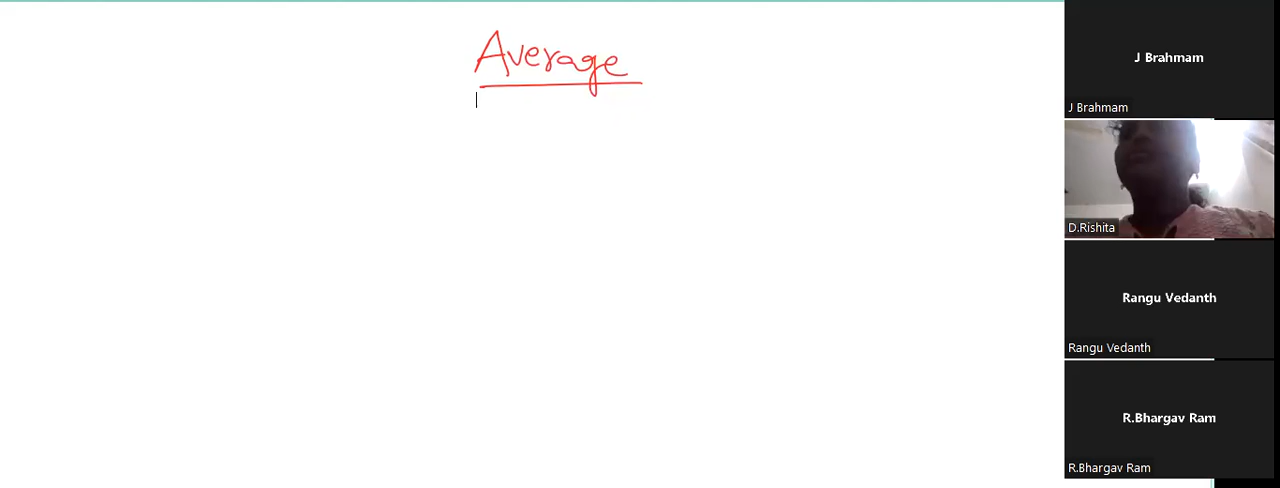 Average
J Brahmam
J Brahmam
D.Rishita
Rangu Vedanth
Rangu Vedanth
R.Bhargav Ram
R.Bhargav Ram